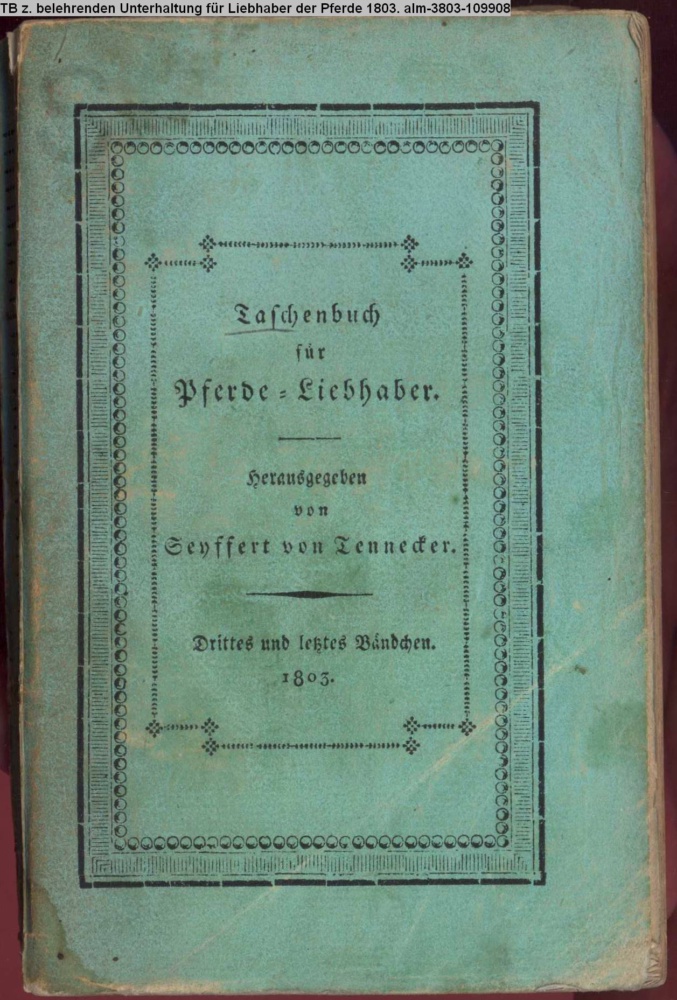 TB z. belehrenden Unterhaltung für Liebhaber der Pferde 1803. alm-3803-109908
Taschenbuch
für
Pferde-Liebhaber.
Herausgegeben
von
Seyffert von Tennecker.
Drittes und letztes Bändchen.
1803.